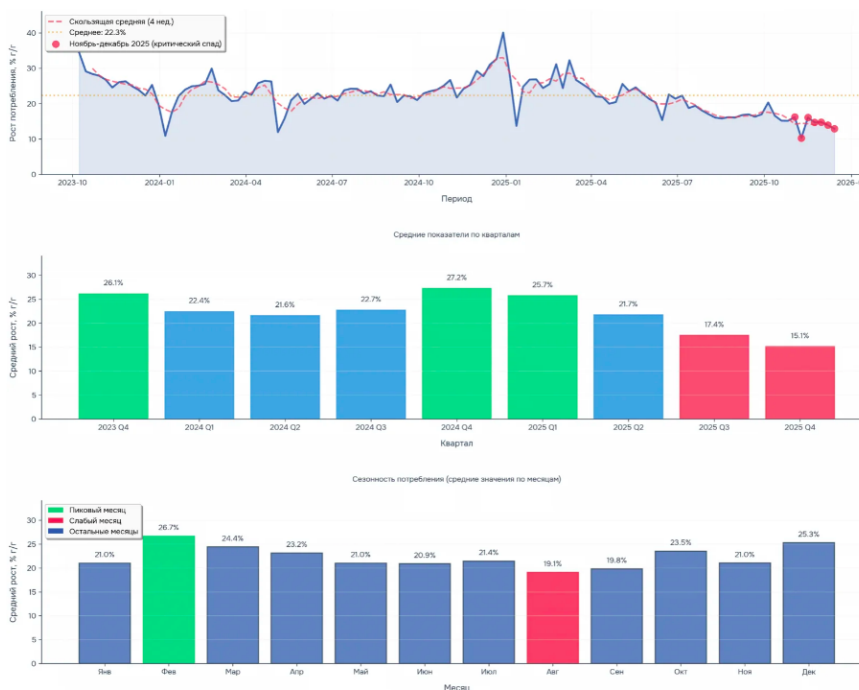 Скользящая средняя (4 нед.)
Среднее: 22.3%
Ноябрь-декабрь 2025 (критический спад)
Рост потребления, % г/г
40
30
20
10
0
2023-10
2024-01
2024-04
2024-07
2024-10
2025-01
2025-04
2025-07
2025-10
2026-
Период
Средние показатели по кварталам
Средний рост, % г/г
30
25
20
15
10
5
0
26.1%
22.4%
21.6%
22.7%
27.2%
25.7%
21.7%
17.4%
15.1%
2023 Q4
2024 Q1
2024 Q2
2024 Q3
2024 Q4
2025 Q1
2025 Q2
2025 Q3
2025 Q4
Квартал
Сезонность потребления (средние значения по месяцам)
Пиковый месяц
Слабый месяц
Остальные месяцы
Средний рост, % г/г
30
25
20
15
10
5
0
21.0%
26.7%
24.4%
23.2%
21.0%
20.9%
21.4%
19.1%
19.8%
23.5%
21.0%
25.3%
Янв
Фев
Мар
Апр
Май
Июн
Июл
Авг
Сен
Окт
Ноя
Дек
Месяц